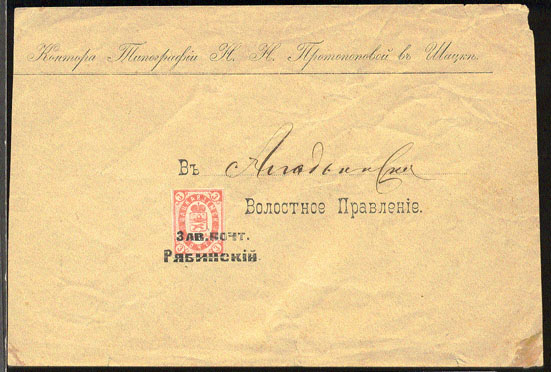 Контора Типографіи Н. Н. Протопоповой въ Шацкѣ.
Въ
Волостное Правленіе.
Зав. почт.
Рябинскій